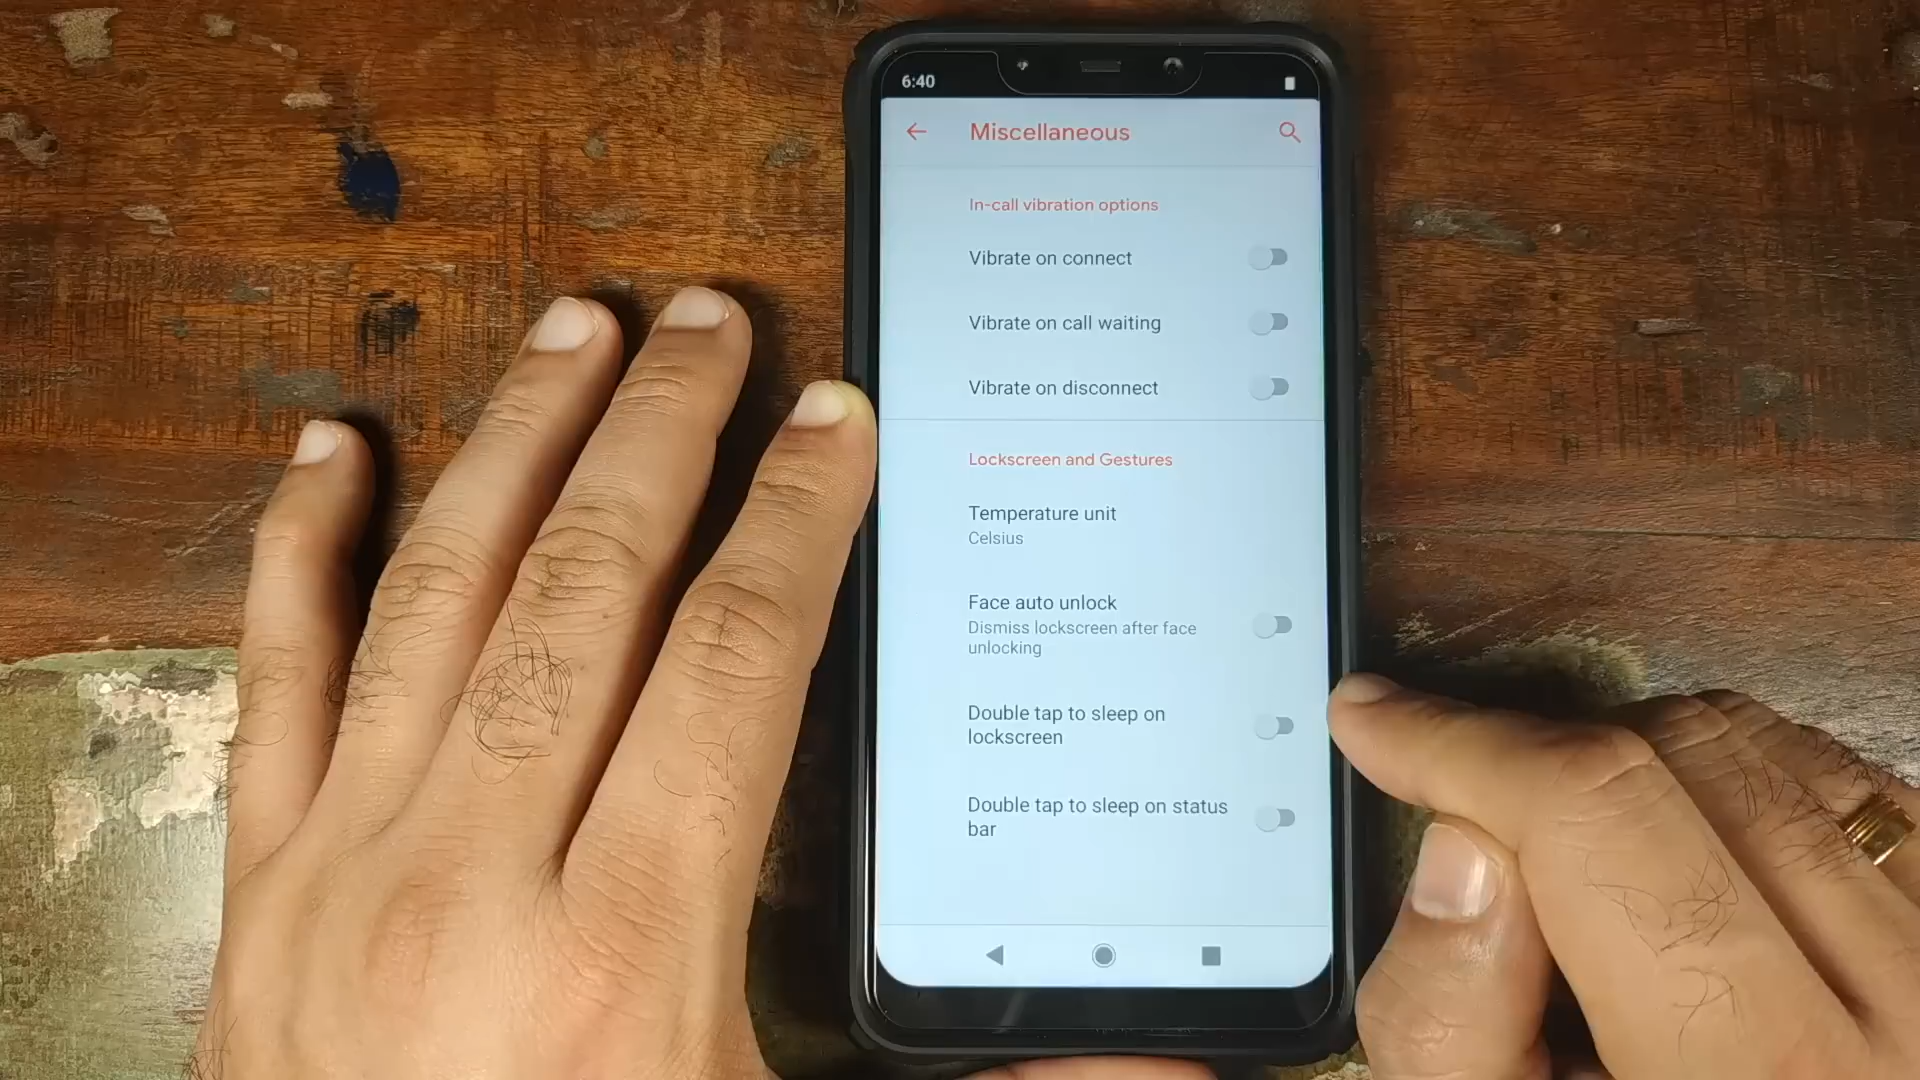 6:40
Miscellaneous
In-call vibration options
Vibrate on connect
Vibrate on call waiting
Vibrate on disconnect
Lockscreen and Gestures
Temperature unit
Celsius
Face auto unlock
Dismiss lockscreen after face
unlocking
Double tap to sleep on
lockscreen
Double tap to sleep on status
bar